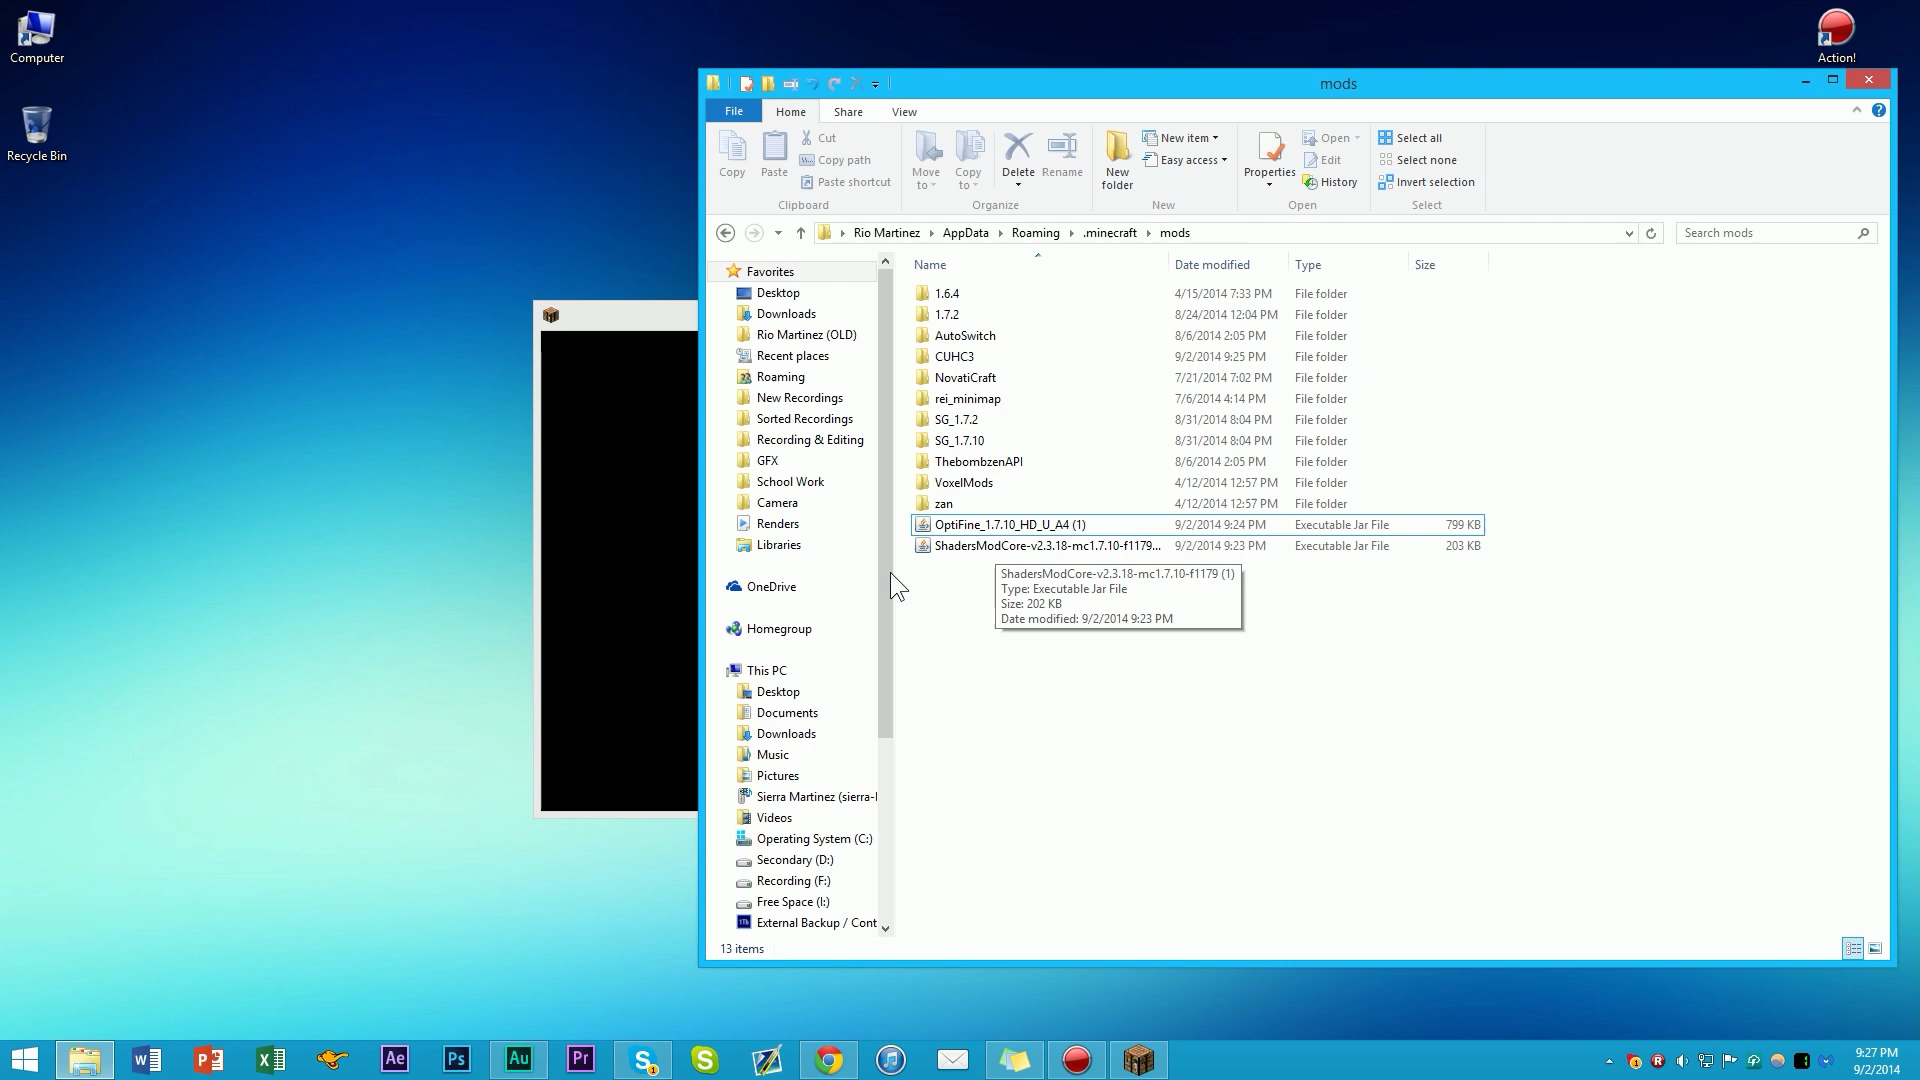 Computer
Action!
Recycle Bin
mods
File Home Share View
Copy
Paste
Cut
Copy path
Paste shortcut
Clipboard
Move to
Copy to
Delete
Rename
Organize
New folder
New item
Easy access
New
Properties
Open
Edit
History
Open
Select all
Select none
Invert selection
Select
Rio Martinez AppData Roaming .minecraft mods
Search mods
Favorites
Desktop
Downloads
Rio Martinez (OLD)
Recent places
Roaming
New Recordings
Sorted Recordings
Recording & Editing
GFX
School Work
Camera
Renders
Libraries
OneDrive
Homegroup
This PC
Desktop
Documents
Downloads
Music
Pictures
Sierra Martinez (sierra-l
Videos
Operating System (C:)
Secondary (D:)
Recording (F:)
Free Space (I:)
External Backup / Cont
Name Date modified Type Size
1.6.4 4/15/2014 7:33 PM File folder
1.7.2 8/24/2014 12:04 PM File folder
AutoSwitch 8/6/2014 2:05 PM File folder
CUHC3 9/2/2014 9:25 PM File folder
NovatiCraft 7/21/2014 7:02 PM File folder
rei_minimap 7/6/2014 4:14 PM File folder
SG_1.7.2 8/31/2014 8:04 PM File folder
SG_1.7.10 8/31/2014 8:04 PM File folder
ThebombzenAPI 8/6/2014 2:05 PM File folder
VoxelMods 4/12/2014 12:57 PM File folder
zan 4/12/2014 12:57 PM File folder
OptiFine_1.7.10_HD_U_A4 (1) 9/2/2014 9:24 PM Executable Jar File 799 KB
ShadersModCore-v2.3.18-mc1.7.10-f1179... 9/2/2014 9:23 PM Executable Jar File 203 KB
ShadersModCore-v2.3.18-mc1.7.10-f1179 (1)
Type: Executable Jar File
Size: 202 KB
Date modified: 9/2/2014 9:23 PM
13 items
Ae Ps Au Pr
9:27 PM
9/2/2014